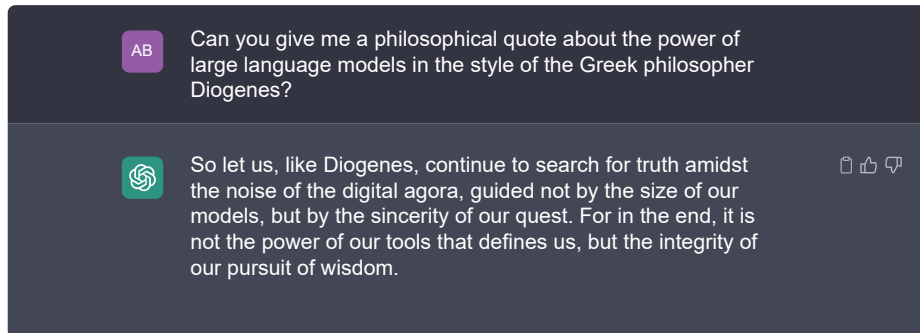 AB
Can you give me a philosophical quote about the power of
large language models in the style of the Greek philosopher
Diogenes?
So let us, like Diogenes, continue to search for truth amidst
the noise of the digital agora, guided not by the size of our
models, but by the sincerity of our quest. For in the end, it is
not the power of our tools that defines us, but the integrity of
our pursuit of wisdom.